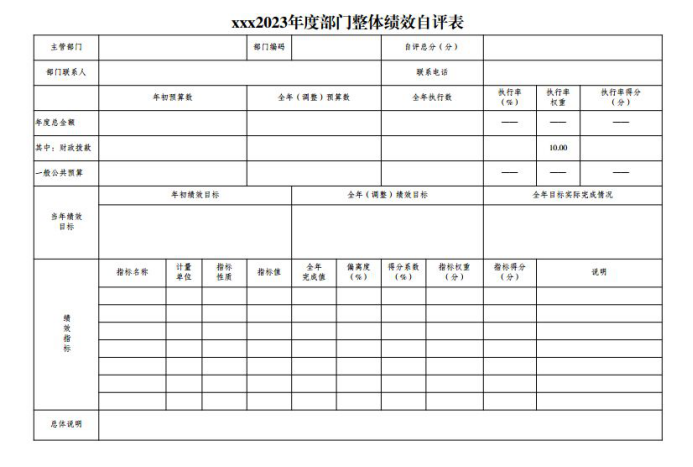 xxx2023年度部门整体绩效自评表
主管部门 部门编码 自评总分（分）
部门联系人 联系电话
年初预算数 全年（调整）预算数 全年执行数 执行率（%） 执行率权重 执行率得分（分）
年度总金额 —— —— ——
其中：财政拨款 10.00
一般公共预算 —— —— ——
当年绩效目标 年初绩效目标 全年（调整）绩效目标 全年目标实际完成情况
绩效指标 指标名称 计量单位 指标性质 指标值 全年完成值 偏离度（%） 得分系数（%） 指标权重（分） 指标得分（分） 说明
总体说明